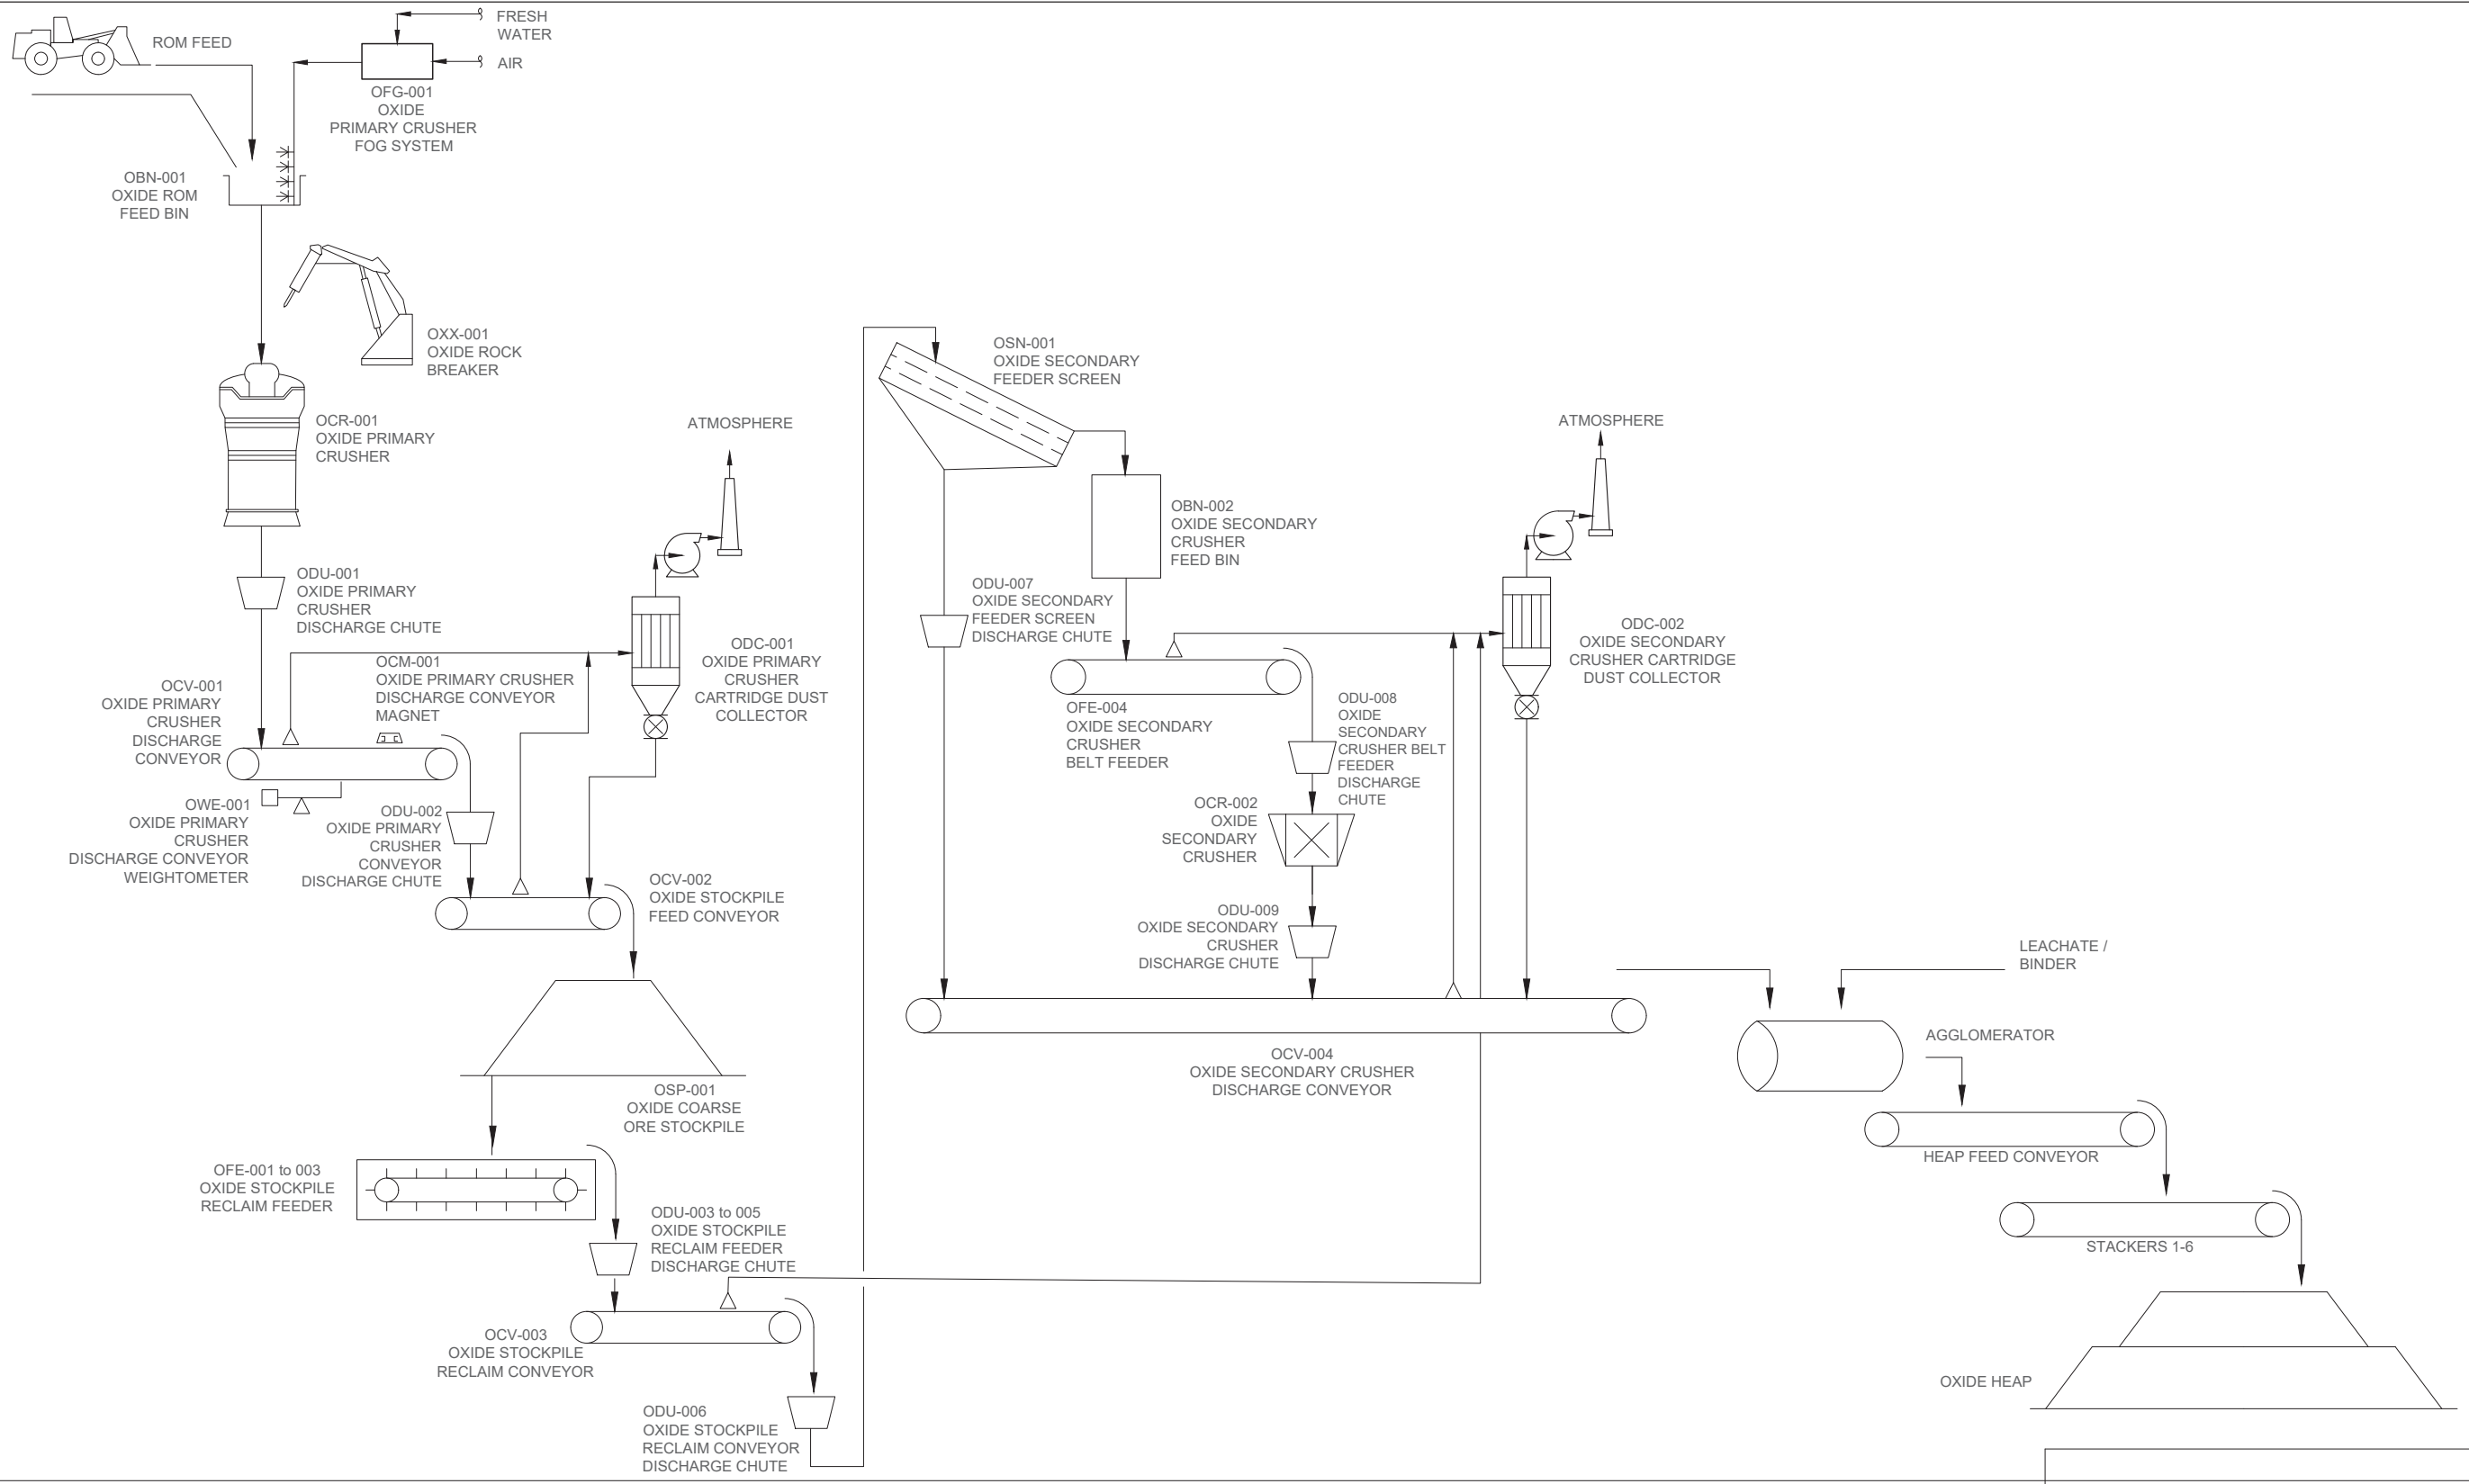 ROM FEED
FRESH
WATER
AIR
OFG-001
OXIDE
PRIMARY CRUSHER
FOG SYSTEM
OBN-001
OXIDE ROM
FEED BIN
OXX-001
OXIDE ROCK
BREAKER
OCR-001
OXIDE PRIMARY
CRUSHER
ODU-001
OXIDE PRIMARY
CRUSHER
DISCHARGE CHUTE
OCV-001
OXIDE PRIMARY
CRUSHER
DISCHARGE
CONVEYOR
OCM-001
OXIDE PRIMARY CRUSHER
DISCHARGE CONVEYOR
MAGNET
ATMOSPHERE
ODC-001
OXIDE PRIMARY
CRUSHER
CARTRIDGE DUST
COLLECTOR
OWE-001
OXIDE PRIMARY
CRUSHER
DISCHARGE CONVEYOR
WEIGHTOMETER
ODU-002
OXIDE PRIMARY
CRUSHER
CONVEYOR
DISCHARGE CHUTE
OCV-002
OXIDE STOCKPILE
FEED CONVEYOR
OSP-001
OXIDE COARSE
ORE STOCKPILE
OFE-001 to 003
OXIDE STOCKPILE
RECLAIM FEEDER
ODU-003 to 005
OXIDE STOCKPILE
RECLAIM FEEDER
DISCHARGE CHUTE
OCV-003
OXIDE STOCKPILE
RECLAIM CONVEYOR
ODU-006
OXIDE STOCKPILE
RECLAIM CONVEYOR
DISCHARGE CHUTE
OSN-001
OXIDE SECONDARY
FEEDER SCREEN
OBN-002
OXIDE SECONDARY
CRUSHER
FEED BIN
ODU-007
OXIDE SECONDARY
FEEDER SCREEN
DISCHARGE CHUTE
OFE-004
OXIDE SECONDARY
CRUSHER
BELT FEEDER
ODU-008
OXIDE
SECONDARY
CRUSHER BELT
FEEDER
DISCHARGE
CHUTE
OCR-002
OXIDE
SECONDARY
CRUSHER
ODU-009
OXIDE SECONDARY
CRUSHER
DISCHARGE CHUTE
ATMOSPHERE
ODC-002
OXIDE SECONDARY
CRUSHER CARTRIDGE
DUST COLLECTOR
OCV-004
OXIDE SECONDARY CRUSHER
DISCHARGE CONVEYOR
LEACHATE /
BINDER
AGGLOMERATOR
HEAP FEED CONVEYOR
STACKERS 1-6
OXIDE HEAP